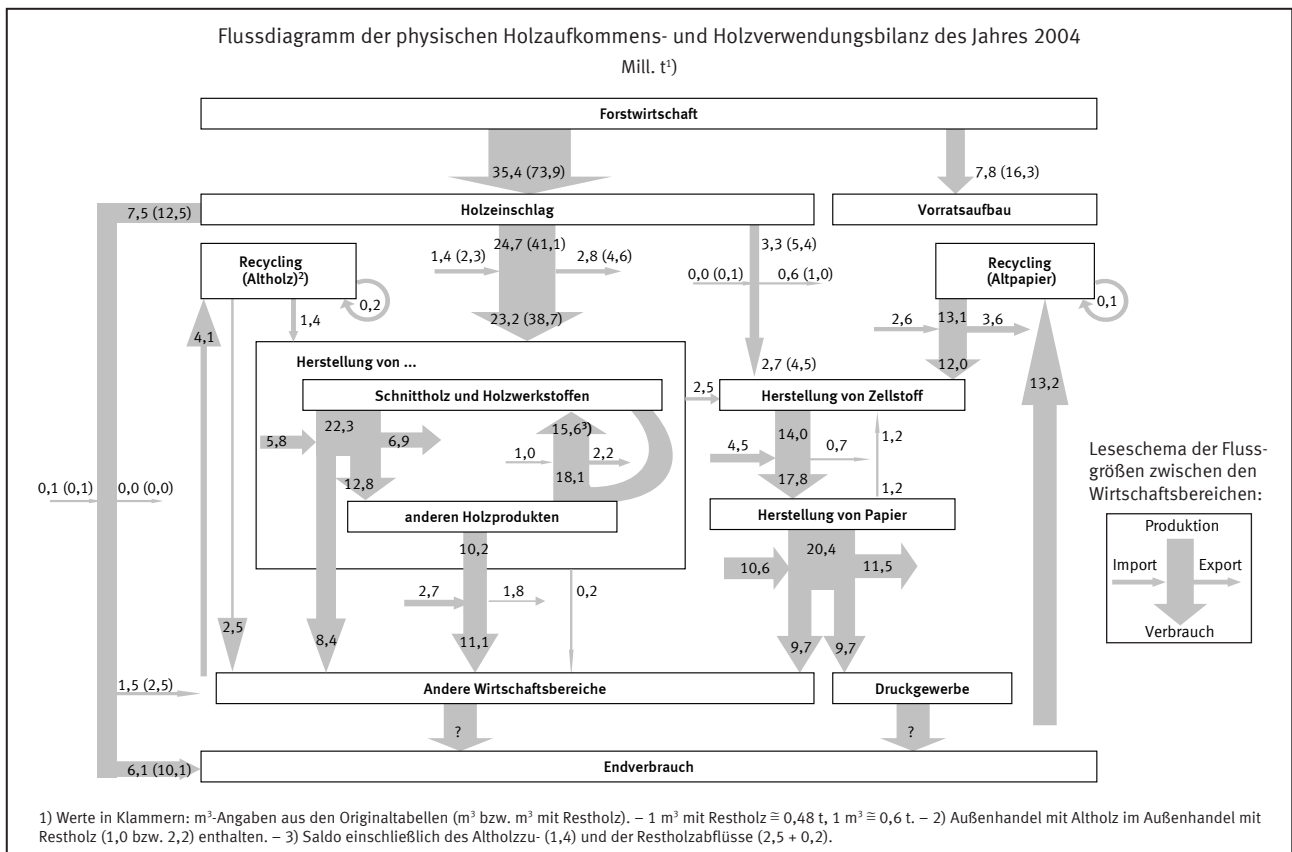 Flussdiagramm der physischen Holzaufkommens- und Holzverwendungsbilanz des Jahres 2004
Mill. t¹)
Forstwirtschaft
35,4 (73,9)
7,8 (16,3)
7,5 (12,5)
Holzeinschlag
Vorratsaufbau
24,7 (41,1)
3,3 (5,4)
1,4 (2,3)
2,8 (4,6)
0,0 (0,1)
0,6 (1,0)
23,2 (38,7)
2,7 (4,5)
Recycling
(Altholz)²)
0,2
1,4
4,1
Recycling
(Altpapier)
0,1
2,6
13,1
3,6
12,0
13,2
Herstellung von ...
Schnittholz und Holzwerkstoffen
2,5
Herstellung von Zellstoff
5,8
22,3
6,9
15,6³)
1,0
2,2
12,8
18,1
14,0
1,2
4,5
0,7
17,8
1,2
0,1 (0,1)
0,0 (0,0)
anderen Holzprodukten
Herstellung von Papier
10,2
20,4
10,6
11,5
2,7
1,8
0,2
2,5
8,4
11,1
9,7
9,7
1,5 (2,5)
Andere Wirtschaftsbereiche
Druckgewerbe
?
?
6,1 (10,1)
Endverbrauch
Leseschema der Fluss-
größen zwischen den
Wirtschaftsbereichen:
Produktion
Import
Export
Verbrauch
1) Werte in Klammern: m³-Angaben aus den Originaltabellen (m³ bzw. m³ mit Restholz). – 1 m³ mit Restholz ≅ 0,48 t, 1 m³ ≅ 0,6 t. – 2) Außenhandel mit Altholz im Außenhandel mit
Restholz (1,0 bzw. 2,2) enthalten. – 3) Saldo einschließlich des Altholzzu- (1,4) und der Restholzabflüsse (2,5 + 0,2).